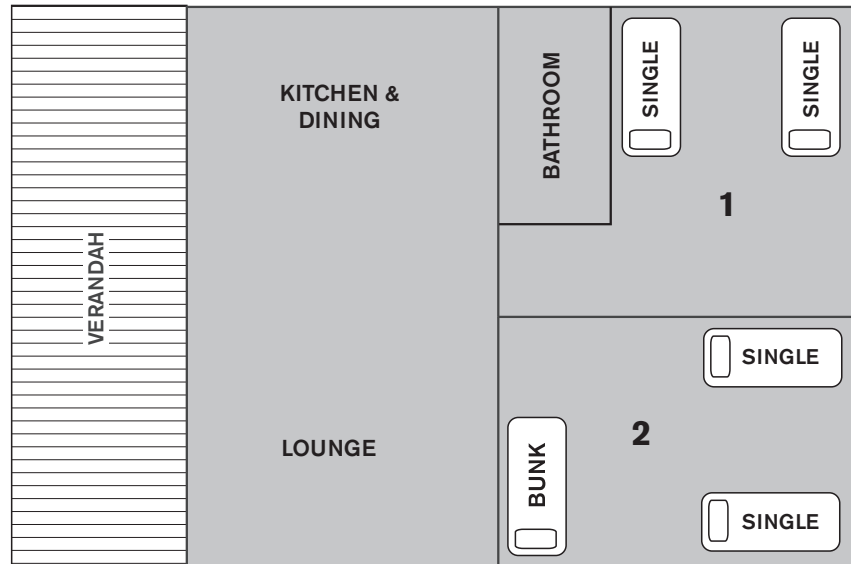 VERANDAH
KITCHEN &
DINING
LOUNGE
BATHROOM
SINGLE
SINGLE
1
SINGLE
2
BUNK
SINGLE